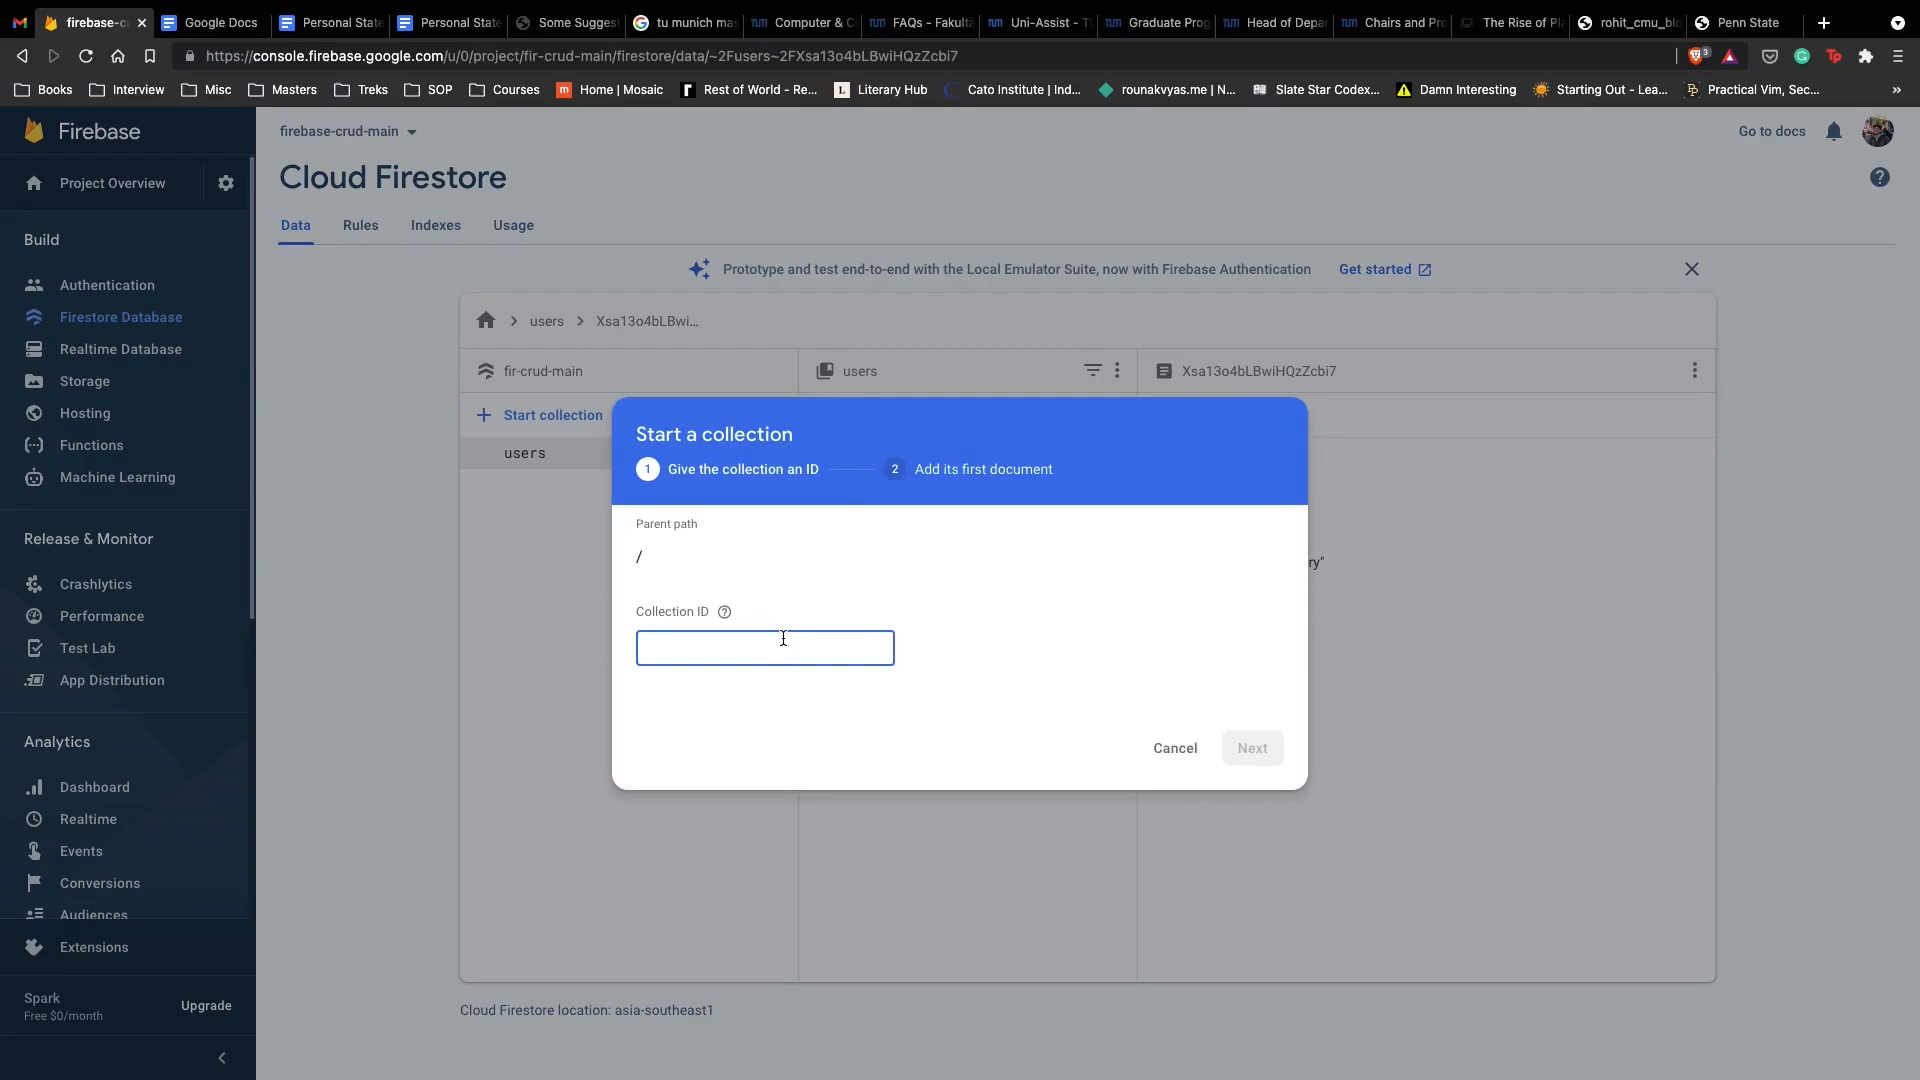 firebase-c
Google Docs
Personal State
Personal State
Some Sugges
tu munich mas
Computer & C
FAQs - Fakultä
Uni-Assist - T
Graduate Prog
Head of Depar
Chairs and Pro
The Rise of Pl
rohit_cmu_blo
Penn State
https://console.firebase.google.com/u/0/project/fir-crud-main/firestore/data/~2Fusers~2FXsa13o4bLBwiHQzZcbi7
3
Tp
Books
Interview
Misc
Masters
Treks
SOP
Courses
m Home | Mosaic
r Rest of World - Re...
L Literary Hub
C Cato Institute | Ind...
rounakvyas.me | N...
Slate Star Codex...
Damn Interesting
Starting Out - Lea...
Practical Vim, Sec...
»
Firebase
firebase-crud-main
Go to docs
Project Overview
Cloud Firestore
Build
Data
Rules
Indexes
Usage
Prototype and test end-to-end with the Local Emulator Suite, now with Firebase Authentication
Get started
Authentication
Firestore Database
Realtime Database
Storage
Hosting
Functions
Machine Learning
users
Xsa13o4bLBwi...
fir-crud-main
users
Xsa13o4bLBwiHQzZcbi7
Start collection
users
Start a collection
1 Give the collection an ID
2 Add its first document
Parent path
/
ry"
Collection ID
Cancel
Next
Release & Monitor
Crashlytics
Performance
Test Lab
App Distribution
Analytics
Dashboard
Realtime
Events
Conversions
Audiences
Extensions
Spark
Free $0/month
Upgrade
Cloud Firestore location: asia-southeast1